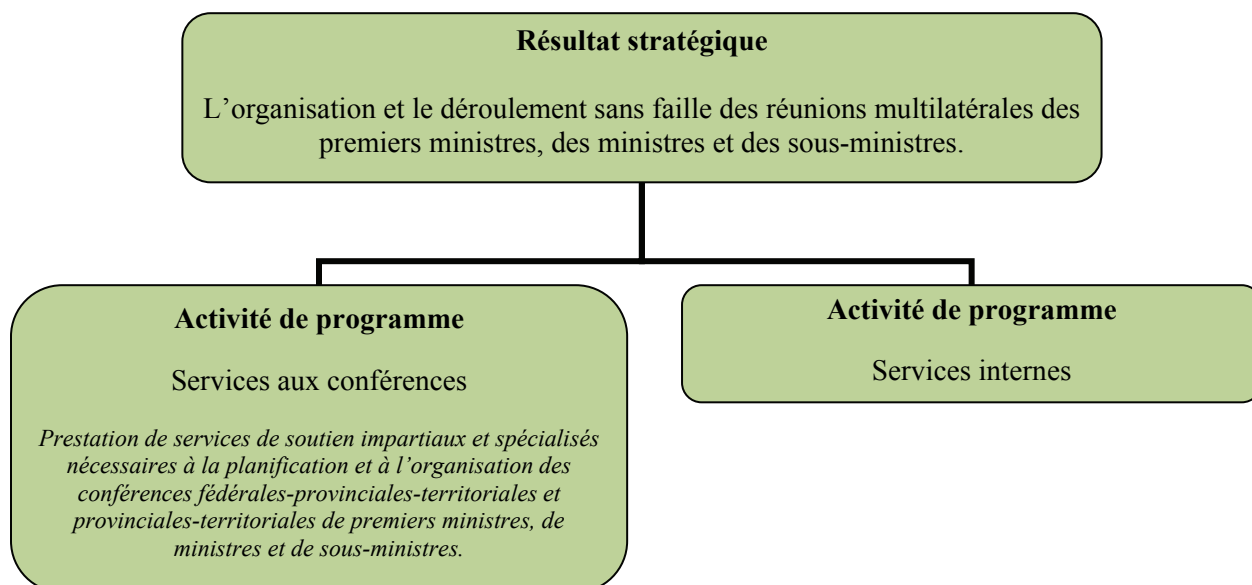 Résultat stratégique
L’organisation et le déroulement sans faille des réunions multilatérales des
premiers ministres, des ministres et des sous-ministres.
Activité de programme
Services aux conférences
Prestation de services de soutien impartiaux et spécialisés
nécessaires à la planification et à l’organisation des
conférences fédérales-provinciales-territoriales et
provinciales-territoriales de premiers ministres, de
ministres et de sous-ministres.
Activité de programme
Services internes